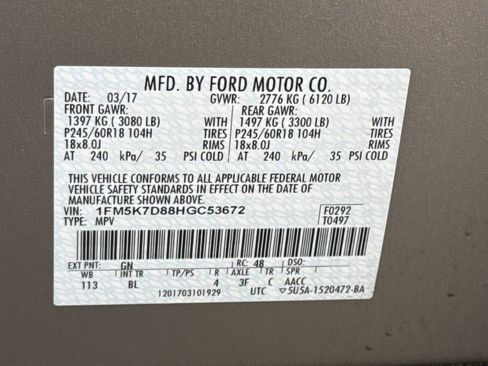 MFD. BY FORD MOTOR CO.
DATE: 03/17 GVWR: 2776 KG ( 6120 LB)
FRONT GAWR: REAR GAWR:
1397 KG ( 3080 LB) WITH 1497 KG ( 3300 LB) WITH
P245/60R18 104H TIRES P245/60R18 104H TIRES
18x8.0J RIMS 18x8.0J RIMS
AT 240 kPa/ 35 PSI COLD AT 240 kPa/ 35 PSI COLD
THIS VEHICLE CONFORMS TO ALL APPLICABLE FEDERAL MOTOR
VEHICLE SAFETY STANDARDS IN EFFECT ON THE DATE OF
MANUFACTURE SHOWN ABOVE.
VIN: 1FM5K7D88HGC53672 F0292
TYPE: MPV T0497
EXT PNT: GN RC: 48 DSO:
WB INT TR TP/PS R AXLE TR SPR
113 BL 4 3F C AACC
1201703101929 UTC ▽5U5A-1520472-BA